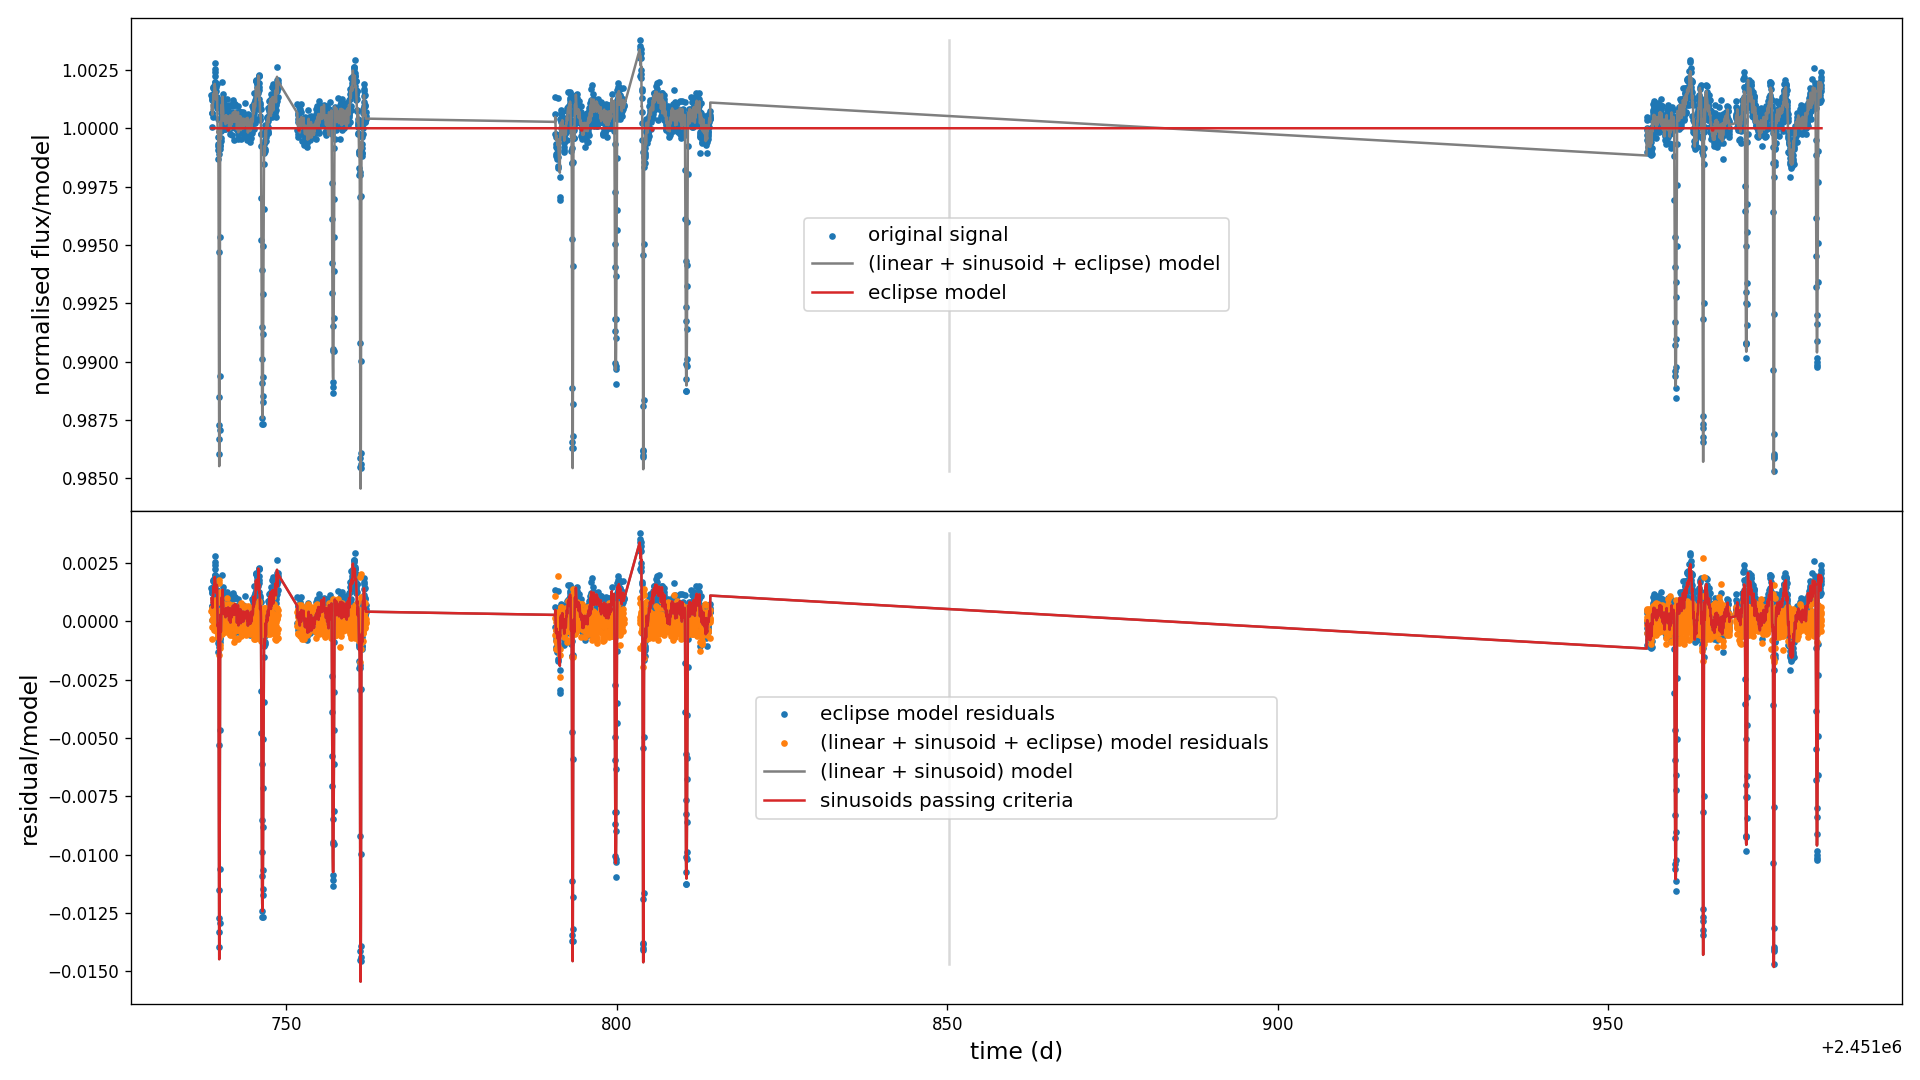 normalised flux/model
1.0025
1.0000
0.9975
0.9950
0.9925
0.9900
0.9875
0.9850
original signal
(linear + sinusoid + eclipse) model
eclipse model
residual/model
0.0025
0.0000
−0.0025
−0.0050
−0.0075
−0.0100
−0.0125
−0.0150
eclipse model residuals
(linear + sinusoid + eclipse) model residuals
(linear + sinusoid) model
sinusoids passing criteria
750 800 850 900 950
time (d)
+2.451e6